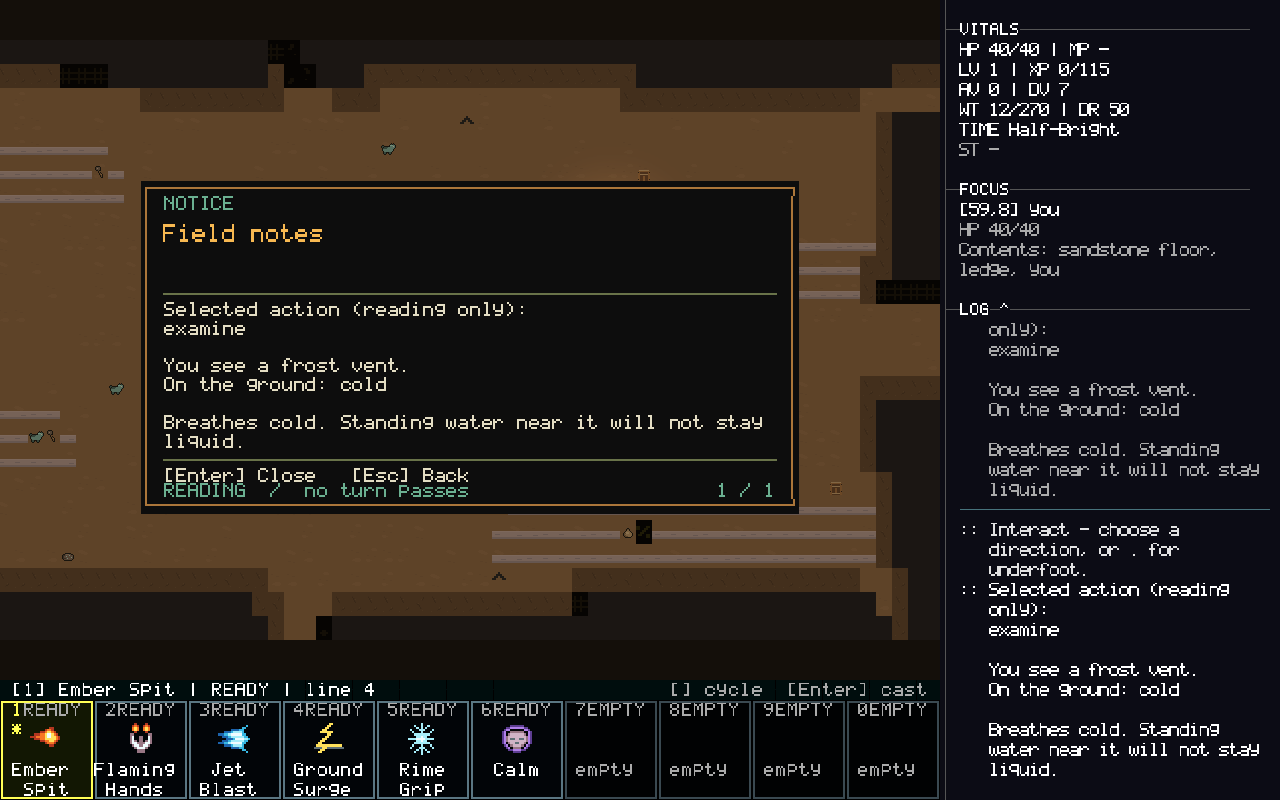 NOTICE
Field notes
Selected action (reading only):
examine
You see a frost vent.
On the ground: cold
Breathes cold. Standing water near it will not stay
liquid.
[Enter] Close [Esc] Back
READING / no turn passes 1 / 1
VITALS
HP 40/40 | MP -
LV 1 | XP 0/115
AV 0 | DV 7
WT 12/270 | DR 50
TIME Half-Bright
ST -
FOCUS
[59,8] You
HP 40/40
Contents: sandstone floor,
ledge, You
LOG ^
only):
examine
You see a frost vent.
On the ground: cold
Breathes cold. Standing
water near it will not stay
liquid.
:: Interact - choose a
direction, or . for
underfoot.
:: Selected action (reading
only):
examine
You see a frost vent.
On the ground: cold
Breathes cold. Standing
water near it will not stay
liquid.
[1] Ember Spit | READY | line 4 [] cycle [Enter] cast
1READY 2READY 3READY 4READY 5READY 6READY 7EMPTY 8EMPTY 9EMPTY 0EMPTY
*
Ember Flaming Jet Ground Rime Calm empty empty empty empty
Spit Hands Blast Surge Grip